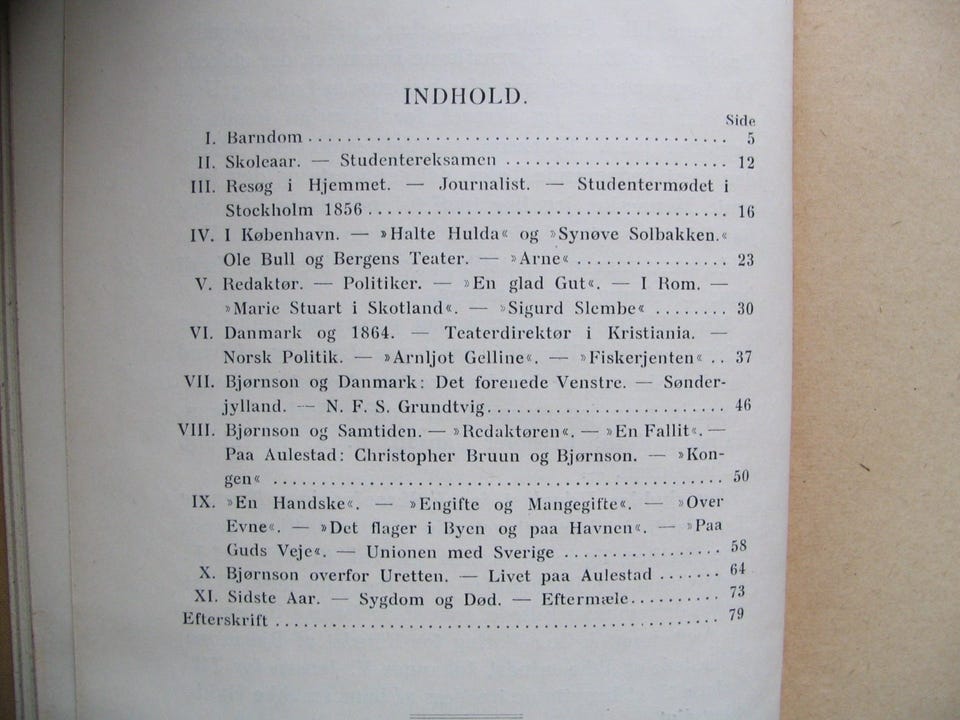 INDHOLD.
Side
I. Barndom ........................................ 5
II. Skoleaar. — Studentereksamen ..................... 12
III. Besøg i Hjemmet. — Journalist. — Studentermødet i
Stockholm 1856 ................................... 16
IV. I København. — »Halte Hulda« og »Synøve Solbakken.«
Ole Bull og Bergens Teater. — »Arne« ................ 23
V. Redaktør. — Politiker. — »En glad Gut«. — I Rom. —
»Marie Stuart i Skotland«. — »Sigurd Slembe« ........ 30
VI. Danmark og 1864. — Teaterdirektør i Kristiania. —
Norsk Politik. — »Arnljot Gelline«. — »Fiskerjenten« .. 37
VII. Bjørnson og Danmark: Det forenede Venstre. — Sønder-
jylland. — N. F. S. Grundtvig ......................... 46
VIII. Bjørnson og Samtiden. — »Redaktøren«. — »En Fallit«. —
Paa Aulestad: Christopher Bruun og Bjørnson. — »Kon-
gen« ............................................ 50
IX. »En Handske«. — »Engifte og Mangegifte«. — »Over
Evne«. — »Det flager i Byen og paa Havnen«. — »Paa
Guds Veje«. — Unionen med Sverige ................. 58
X. Bjørnson overfor Uretten. — Livet paa Aulestad ....... 64
XI. Sidste Aar. — Sygdom og Død. — Eftermæle .......... 73
Efterskrift ........................................... 79